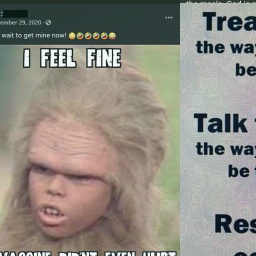 ember 29, 2020 ·
...
wait to get mine now!
I FEEL FINE
Trea
the way
be
Talk t
the way
be t
Res